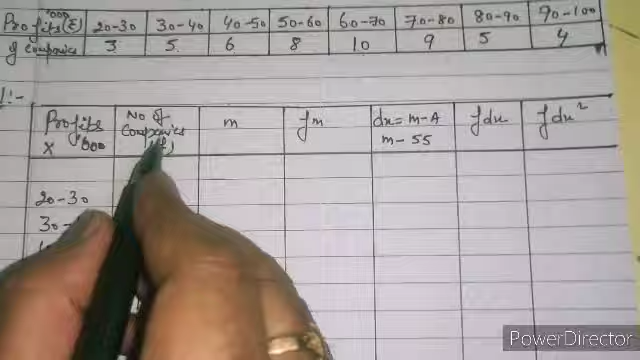 Profits(₹) '000 20-30 30-40 40-50 50-60 60-70 70-80 80-90 90-100
of Companies 3 5 6 8 10 9 5 4
:-
Profits No of m fm dx = m-A fdx fdx²
X '000 Companies m - 55
(f)
20-30
30-
PowerDirector